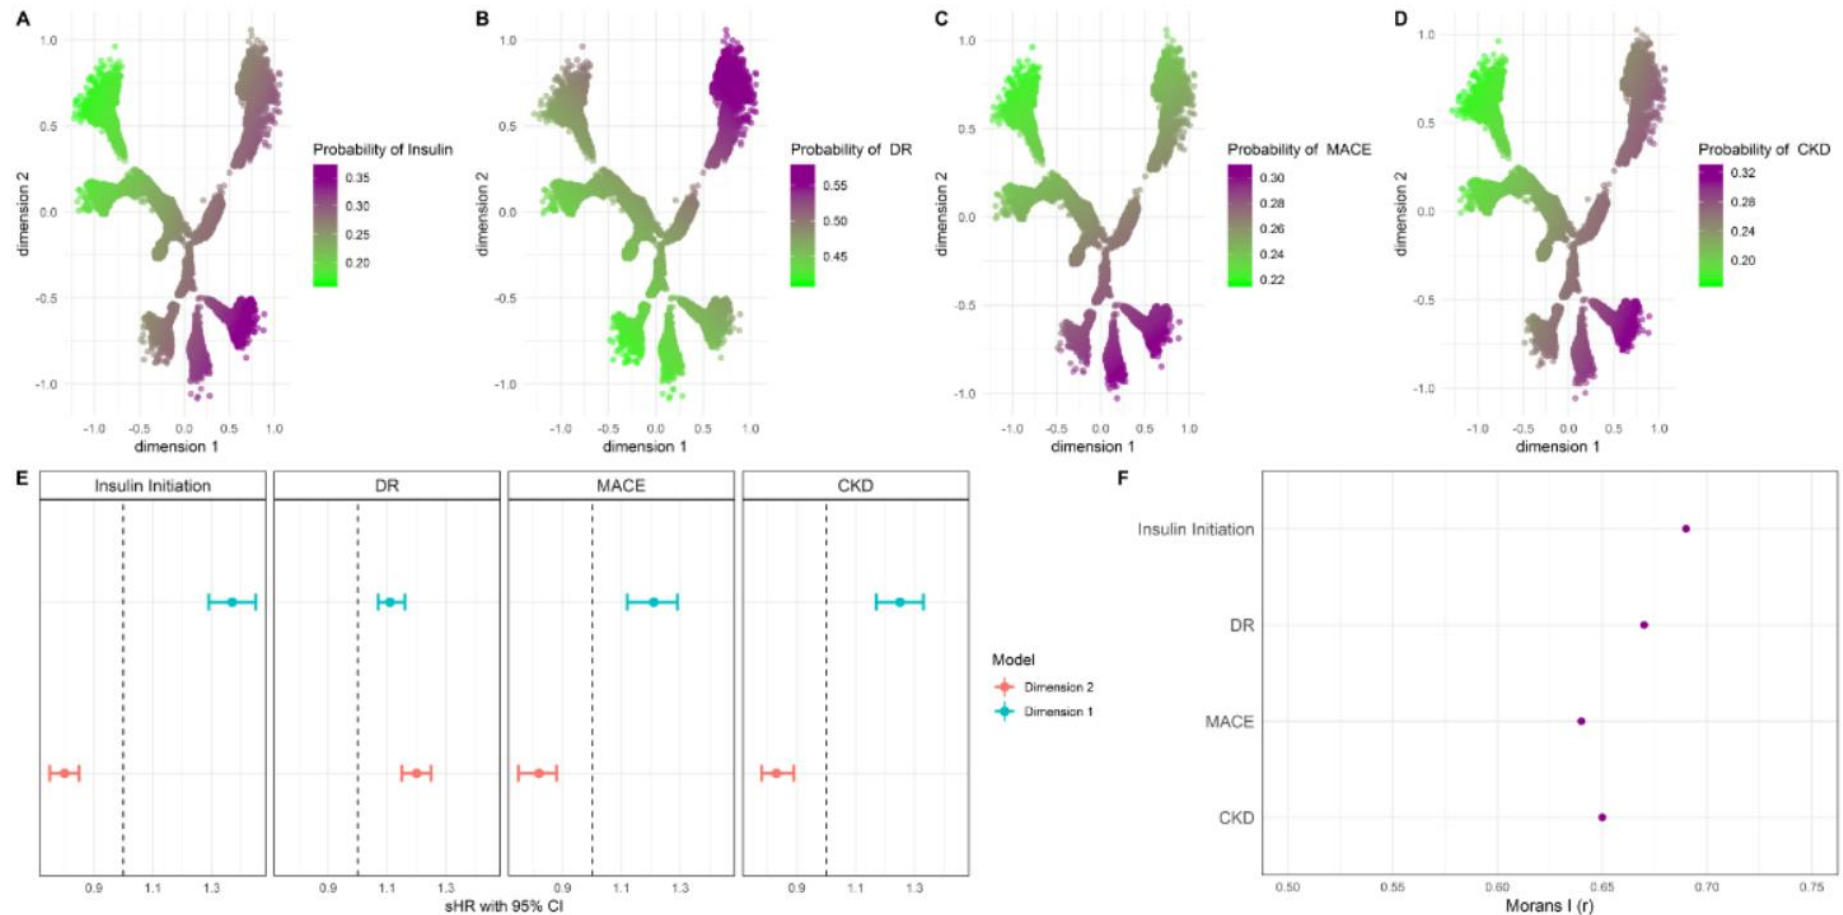 A
B
C
D
1.0
0.5
0.0
-0.5
-1.0
dimension 2
-1.0 -0.5 0.0 0.5 1.0
dimension 1
Probability of Insulin
0.35
0.30
0.25
0.20
1.0
0.5
0.0
-0.5
-1.0
dimension 2
-1.0 -0.5 0.0 0.5 1.0
dimension 1
Probability of DR
0.55
0.50
0.45
1.0
0.5
0.0
-0.5
-1.0
dimension 2
-1.0 -0.5 0.0 0.5 1.0
dimension 1
Probability of MACE
0.30
0.28
0.26
0.24
0.22
1.0
0.5
0.0
-0.5
-1.0
dimension 2
-1.0 -0.5 0.0 0.5 1.0
dimension 1
Probability of CKD
0.32
0.28
0.24
0.20
E
Insulin Initiation
DR
MACE
CKD
0.9 1.1 1.3
0.9 1.1 1.3
0.9 1.1 1.3
0.9 1.1 1.3
sHR with 95% CI
Model
Dimension 2
Dimension 1
F
Insulin Initiation
DR
MACE
CKD
0.50 0.55 0.60 0.65 0.70 0.75
Morans I (r)